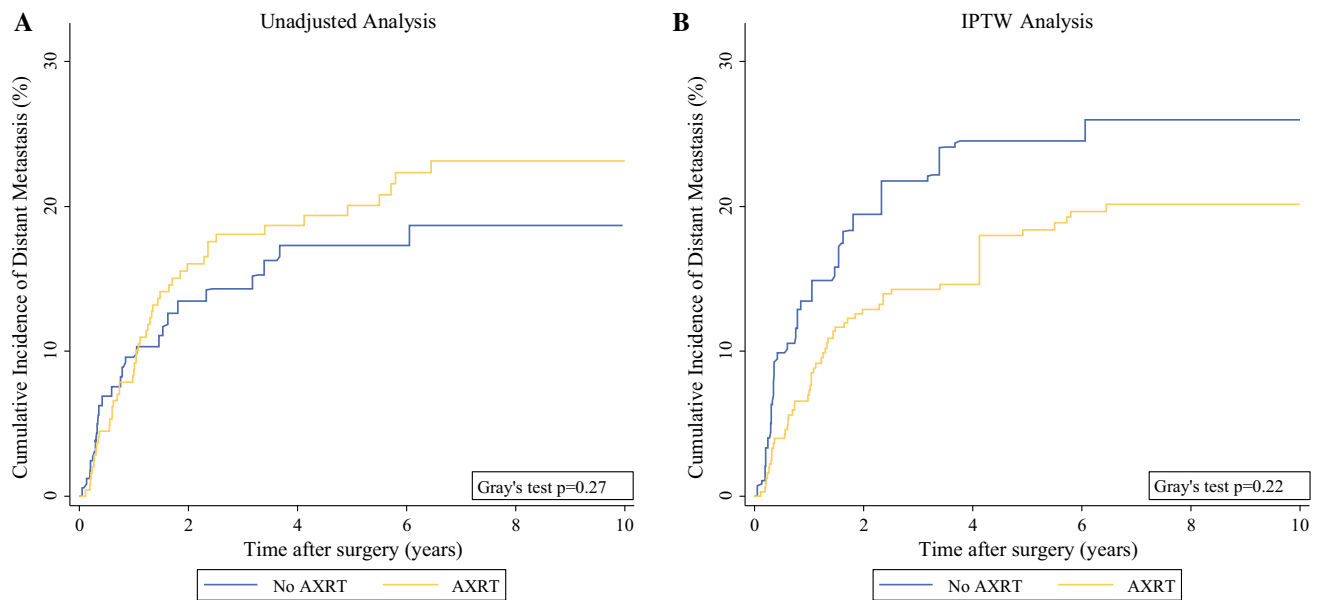 A
Unadjusted Analysis
Cumulative Incidence of Distant Metastasis (%)
30
20
10
0
Gray's test p=0.27
0 2 4 6 8 10
Time after surgery (years)
No AXRT AXRT
B
IPTW Analysis
Cumulative Incidence of Distant Metastasis (%)
30
20
10
0
Gray's test p=0.22
0 2 4 6 8 10
Time after surgery (years)
No AXRT AXRT